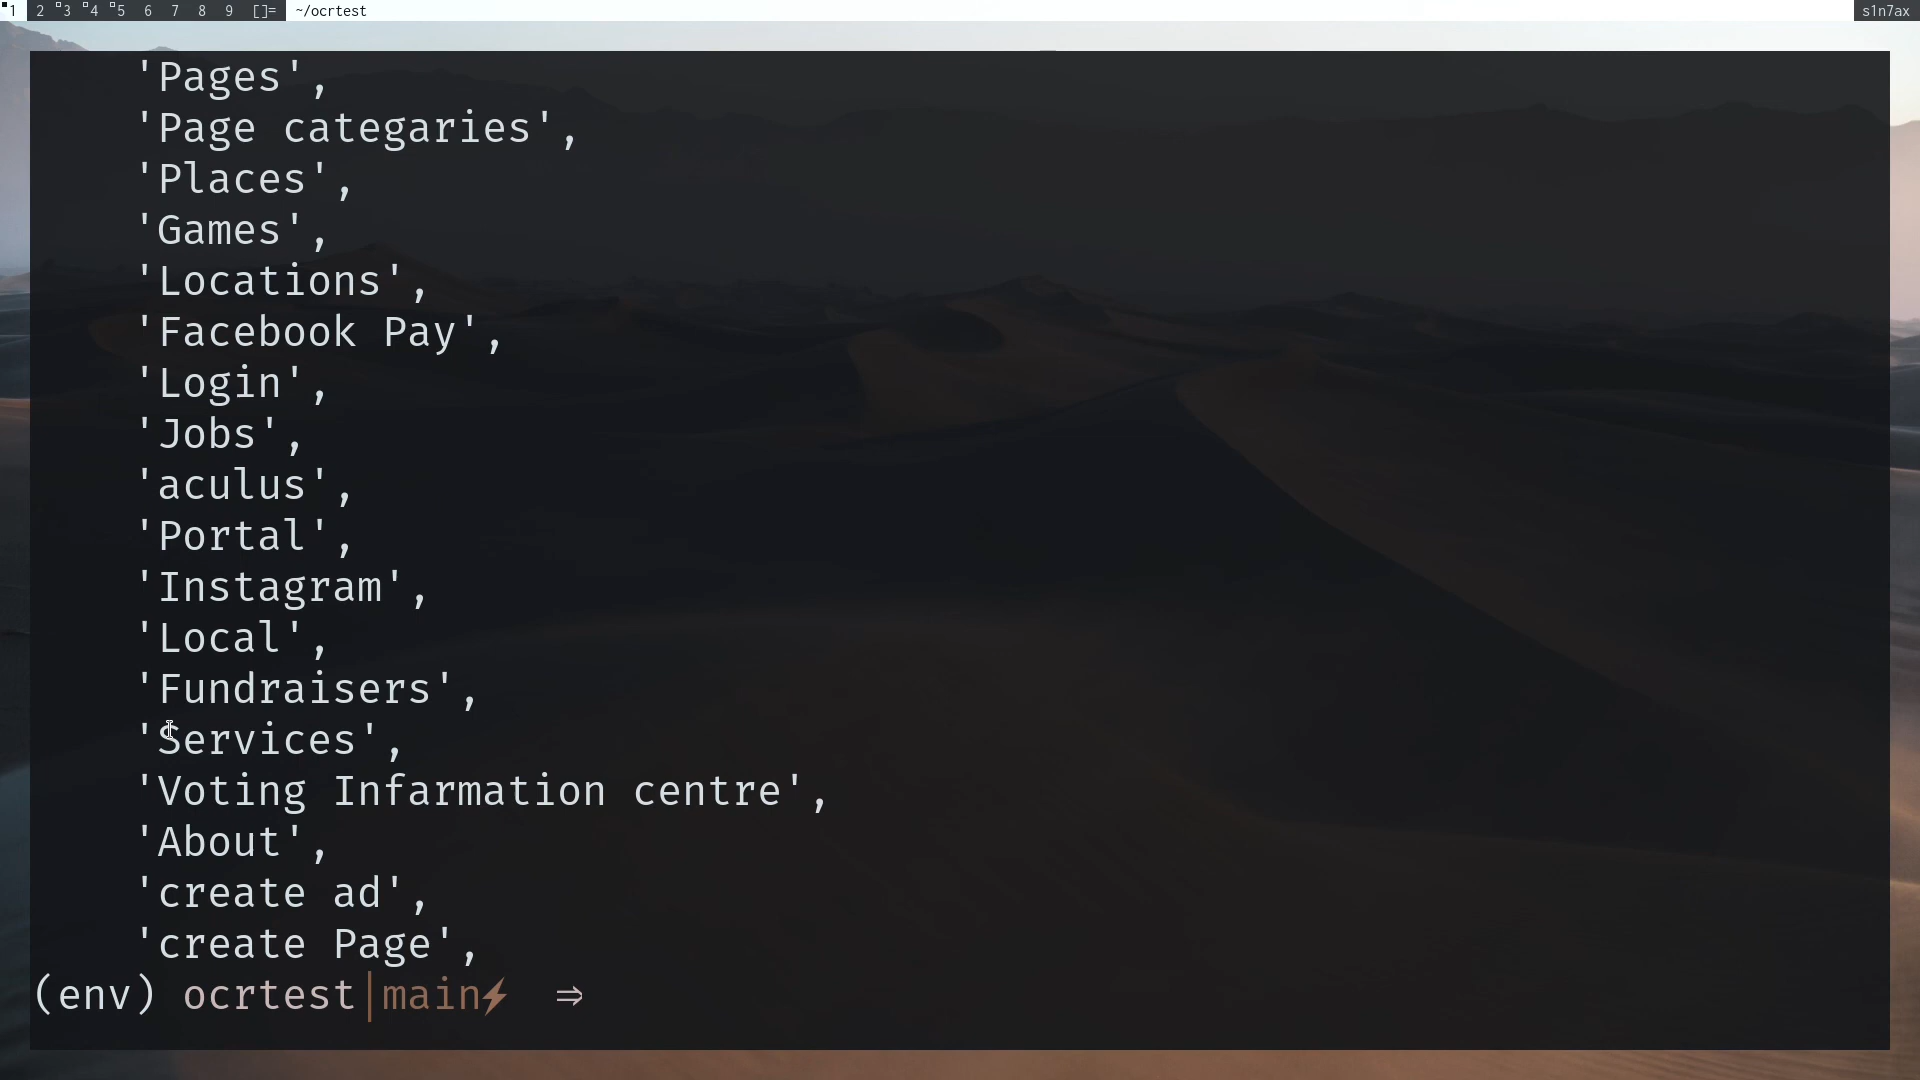 1 2 3 4 5 6 7 8 9 []= ~/ocrtest s1n7ax
'Pages',
'Page categaries',
'Places',
'Games',
'Locations',
'Facebook Pay',
'Login',
'Jobs',
'aculus',
'Portal',
'Instagram',
'Local',
'Fundraisers',
'Services',
'Voting Infarmation centre',
'About',
'create ad',
'create Page',
(env) ocrtest|main⚡ ⇒